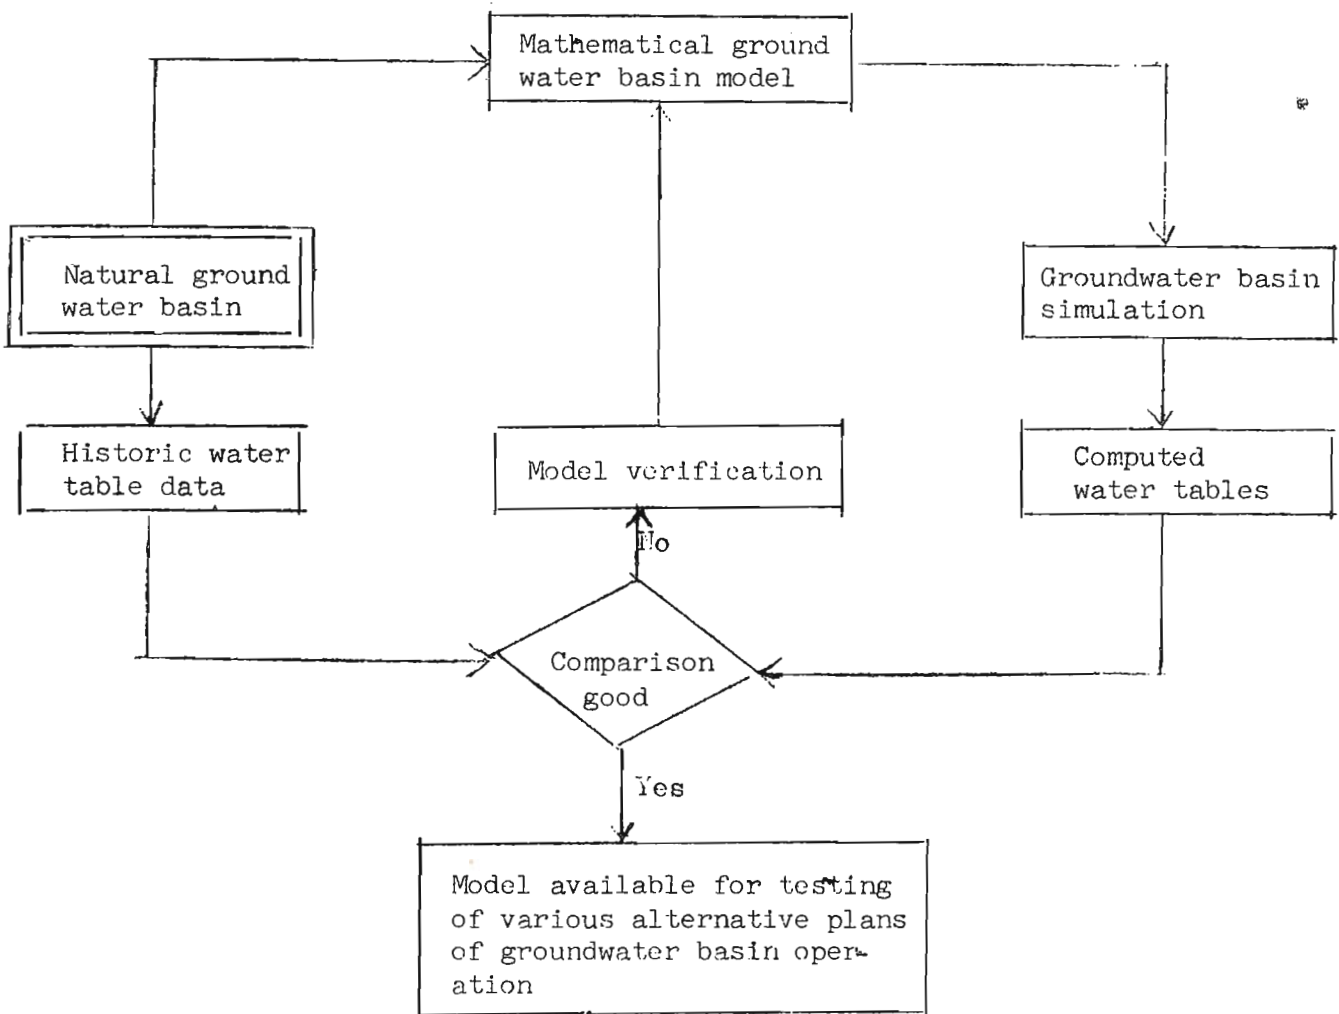 Mathematical ground
water basin model
Natural ground
water basin
Groundwater basin
simulation
Historic water
table data
Model verification
Computed
water tables
No
Comparison
good
Yes
Model available for testing
of various alternative plans
of groundwater basin oper-
ation